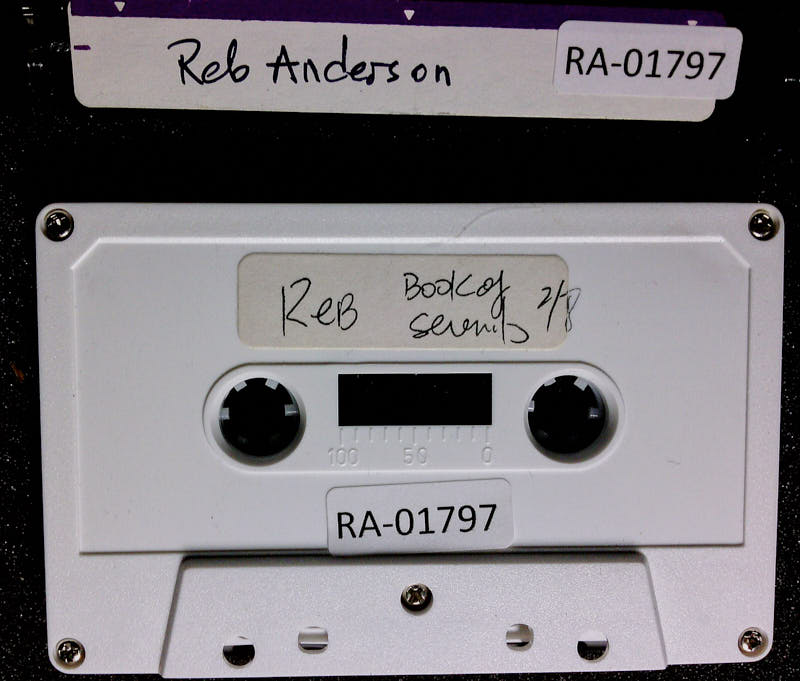 Reb Anderson
RA-01797
Reb Book of
Serenity 2/8
100 50 0
RA-01797